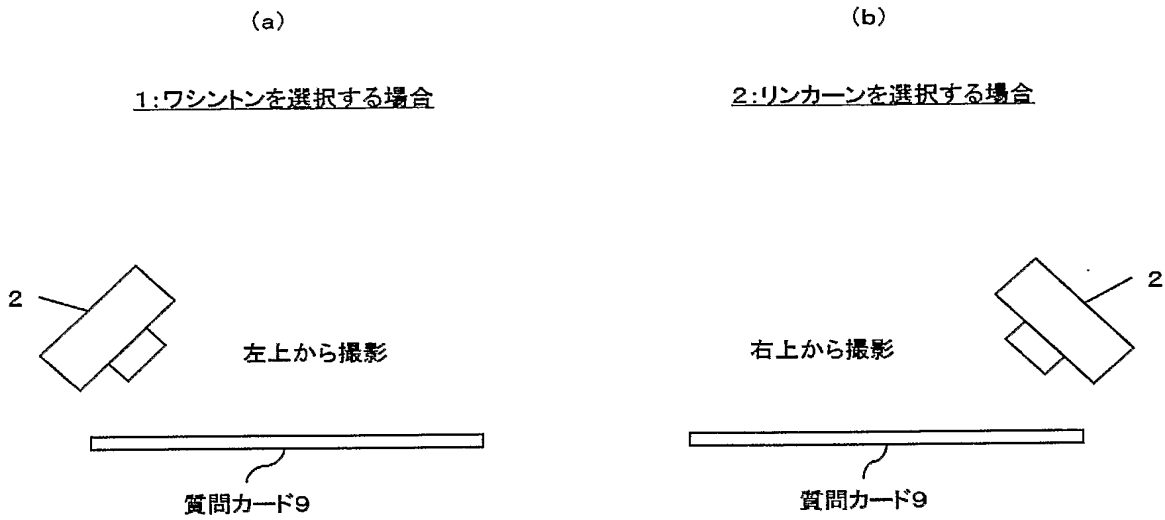 (a)
(b)
1:ワシントンを選択する場合
2:リンカーンを選択する場合
2
2
左上から撮影
右上から撮影
質問カード9
質問カード9